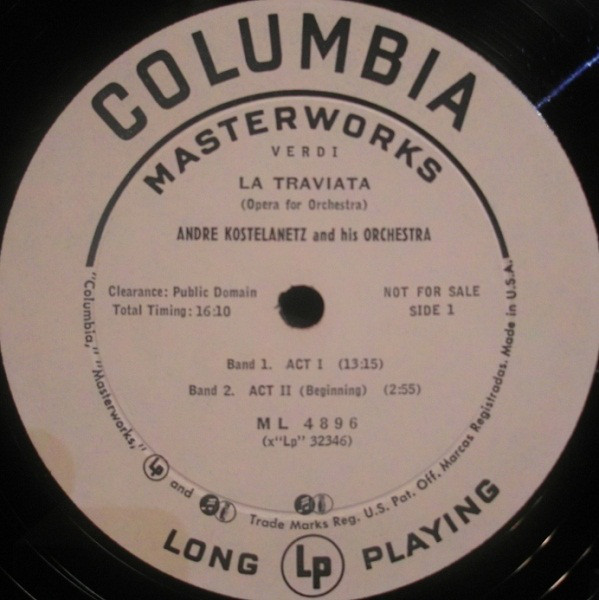 COLUMBIA
MASTERWORKS
VERDI
LA TRAVIATA
(Opera for Orchestra)
ANDRE KOSTELANETZ and his ORCHESTRA
Clearance: Public Domain
Total Timing: 16:10
NOT FOR SALE
SIDE 1
Band 1. ACT I (13:15)
Band 2. ACT II (Beginning) (2:55)
ML 4896
(x"Lp" 32346)
"Columbia," "Masterworks," Lp and Trade Marks Reg. U.S. Pat. Off. Marcas Registradas. Made in U.S.A.
LONG Lp PLAYING